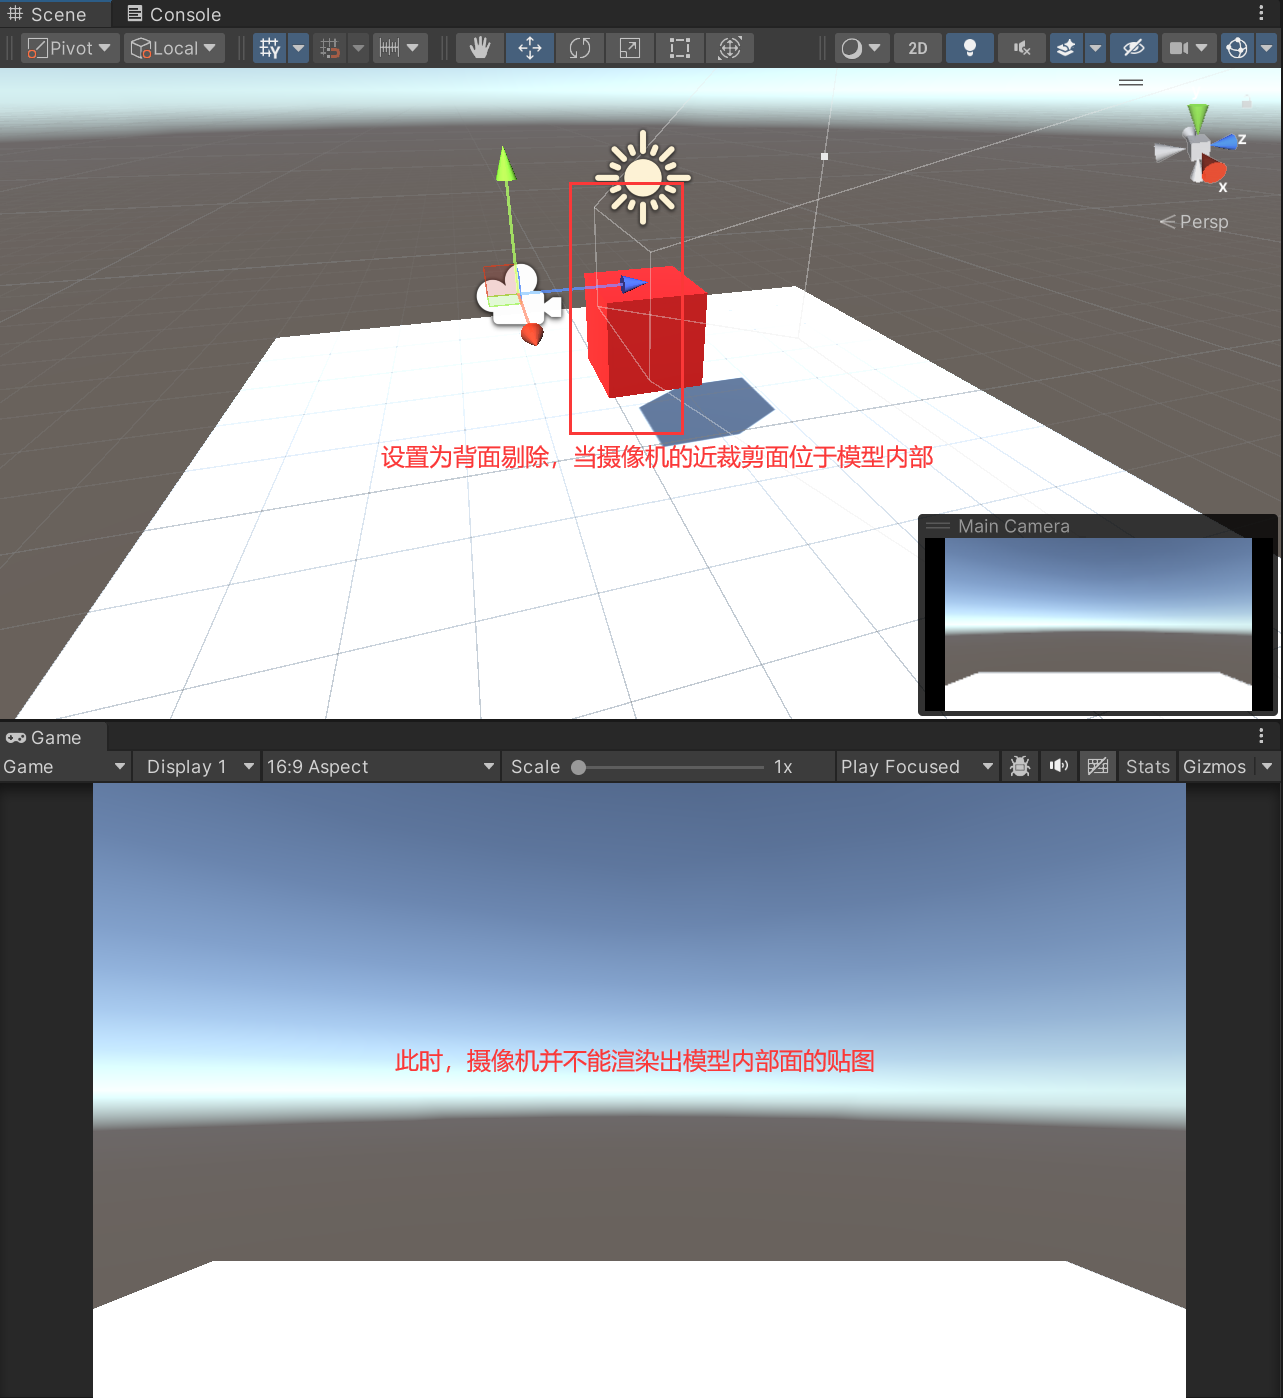 Scene Console
Pivot Local 2D
z
x
Persp
设置为背面剔除，当摄像机的近裁剪面位于模型内部
Main Camera
Game
Game Display 1 16:9 Aspect Scale 1x Play Focused Stats Gizmos
此时，摄像机并不能渲染出模型内部面的贴图